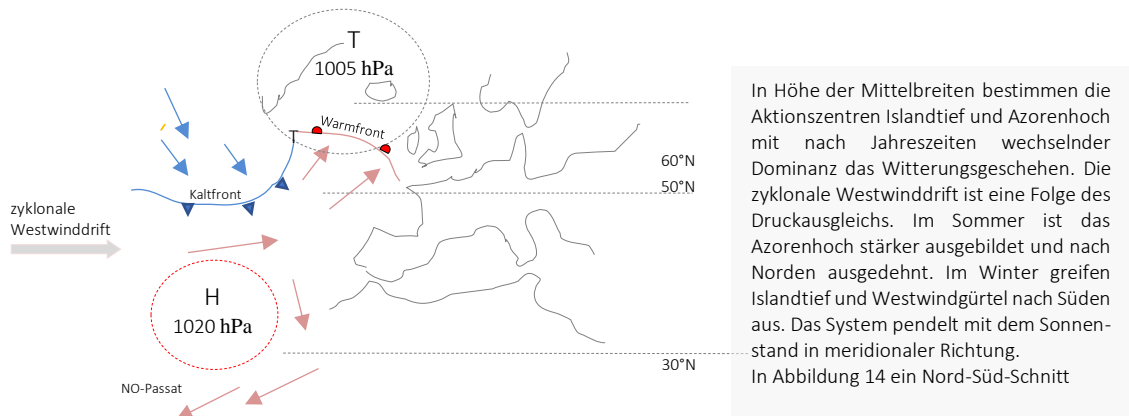 T
1005 hPa
Warmfront
T
Kaltfront
60°N
50°N
zyklonale
Westwinddrift
H
1020 hPa
30°N
NO-Passat
In Höhe der Mittelbreiten bestimmen die
Aktionszentren Islandtief und Azorenhoch
mit nach Jahreszeiten wechselnder
Dominanz das Witterungsgeschehen. Die
zyklonale Westwinddrift ist eine Folge des
Druckausgleichs. Im Sommer ist das
Azorenhoch stärker ausgebildet und nach
Norden ausgedehnt. Im Winter greifen
Islandtief und Westwindgürtel nach Süden
aus. Das System pendelt mit dem Sonnen-
stand in meridionaler Richtung.
In Abbildung 14 ein Nord-Süd-Schnitt